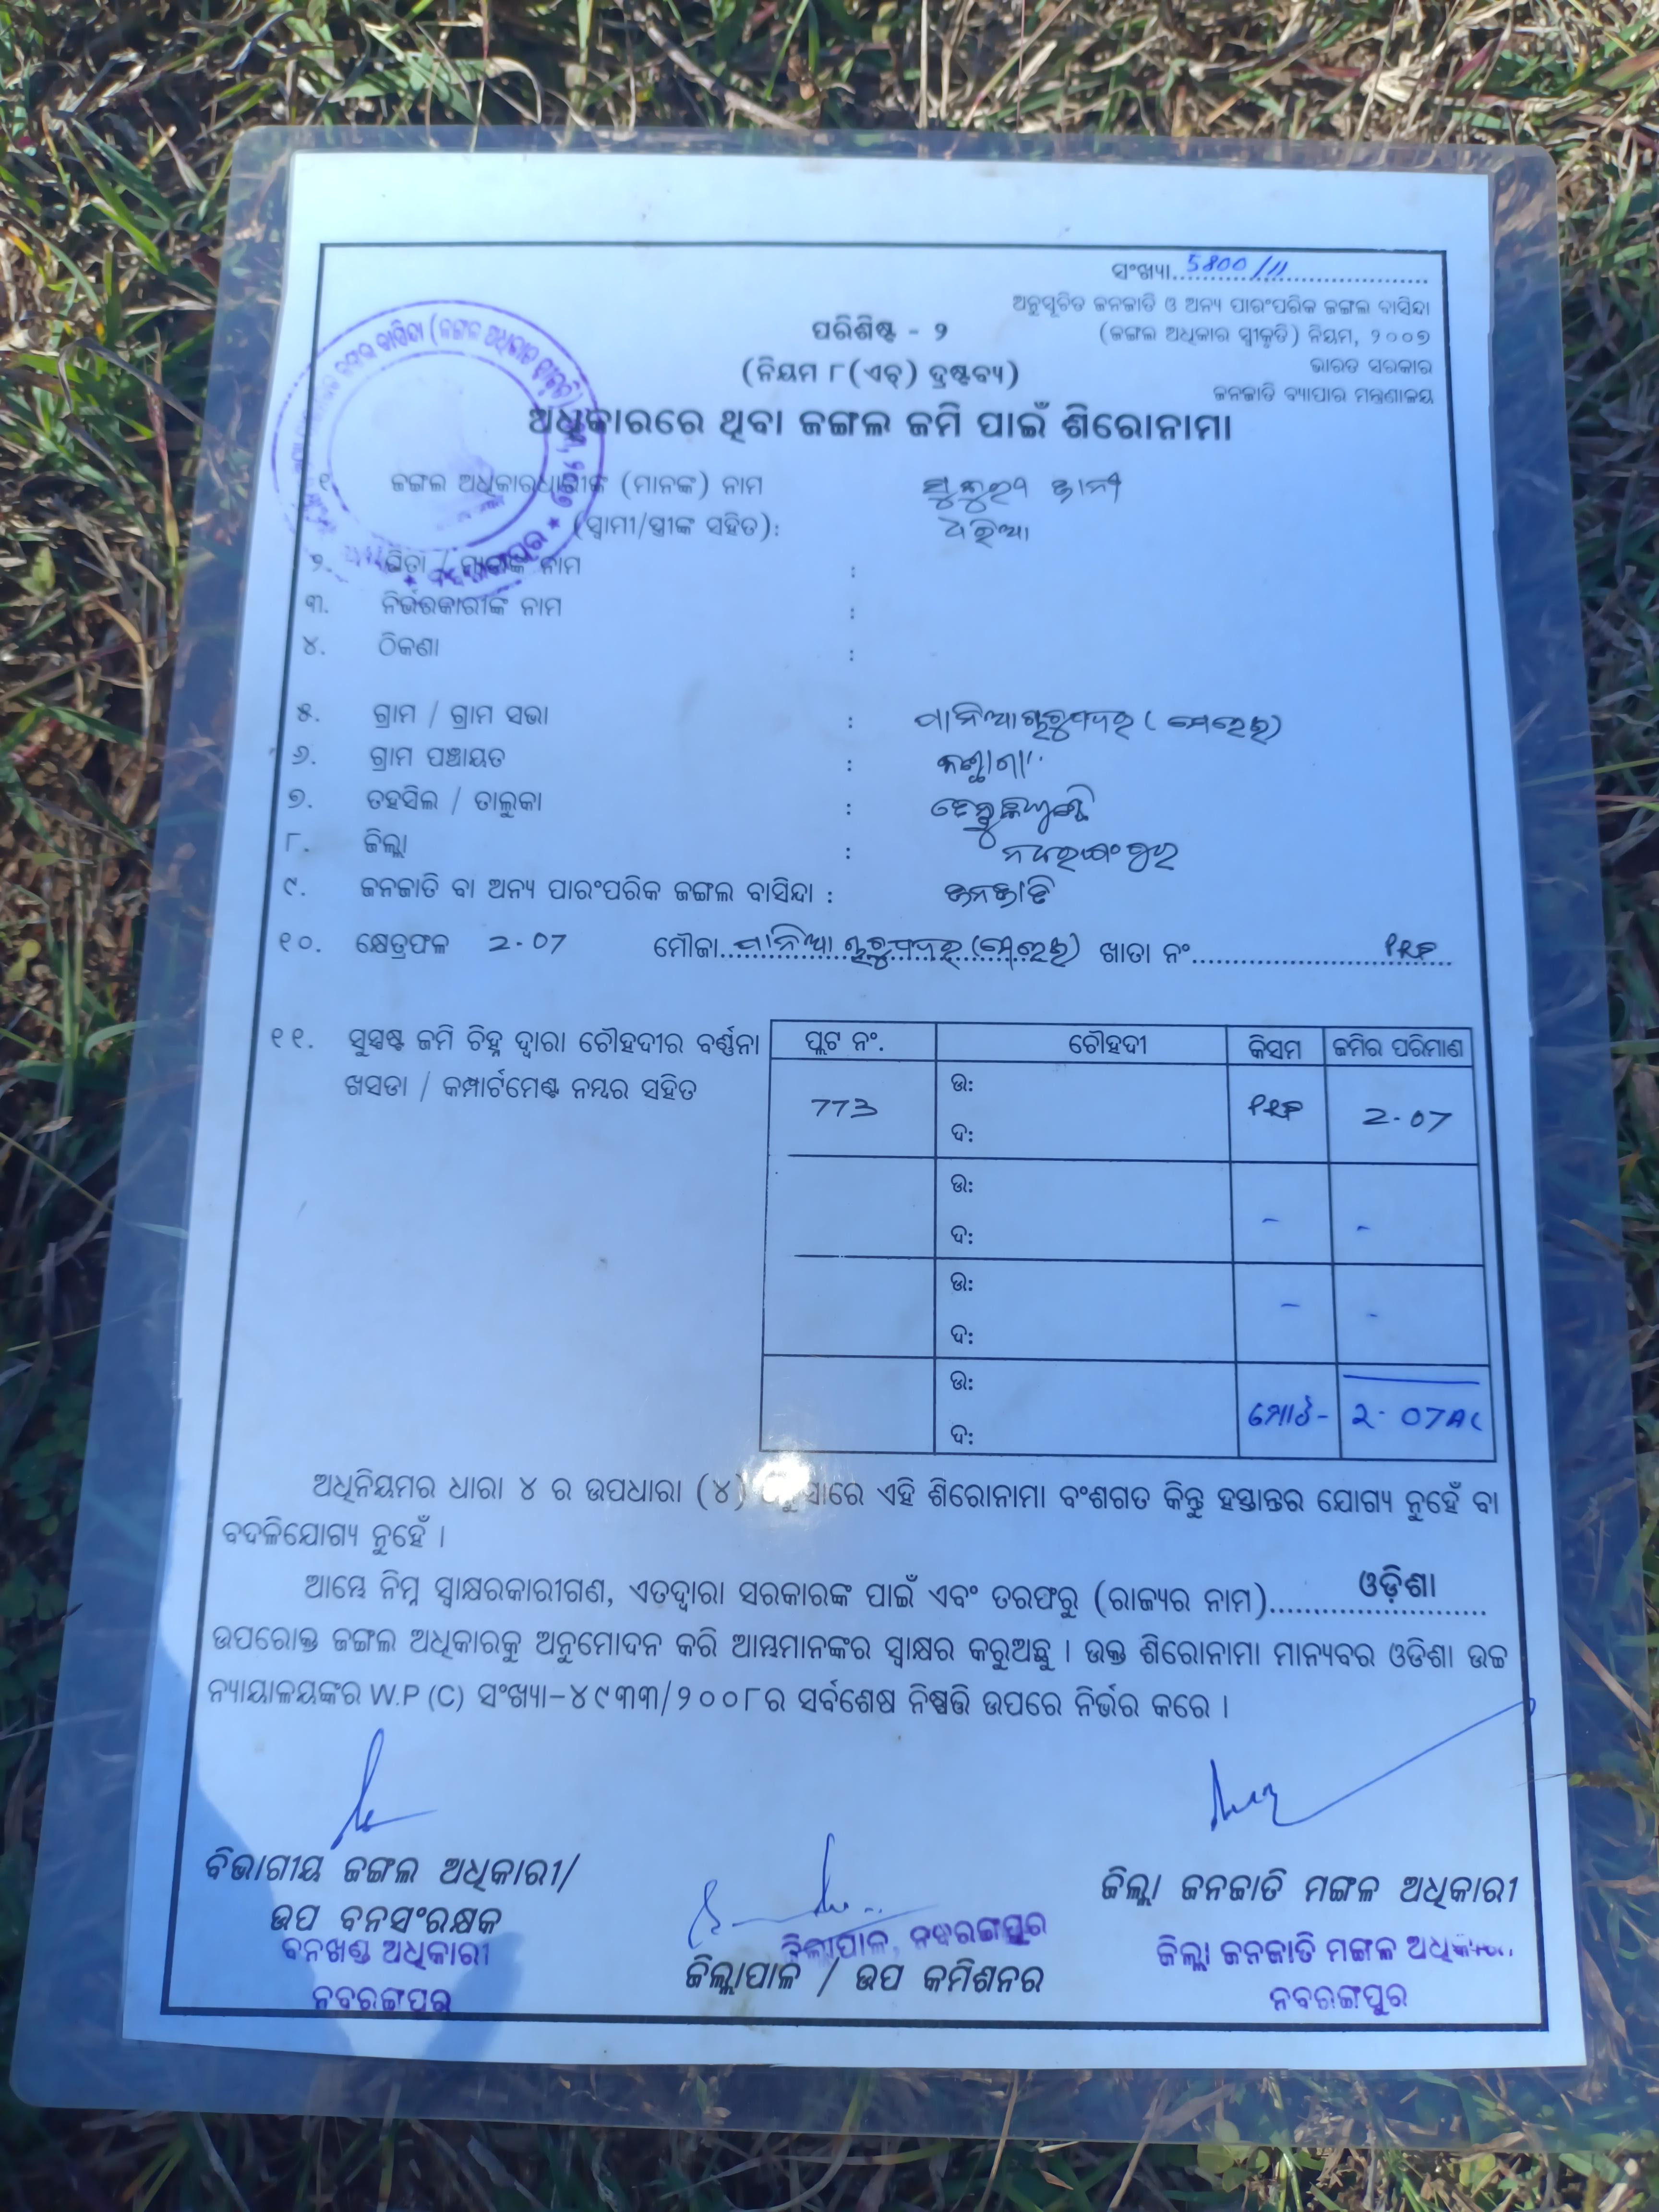 ସଂଖ୍ୟା..5800/11
ଅନୁସୂଚିତ ଜନଜାତି ଓ ଅନ୍ୟ ପାରଂପରିକ ଜଙ୍ଗଲ ବାସିନ୍ଦା
(ଜଙ୍ଗଲ ଅଧିକାର ସ୍ୱୀକୃତି) ନିୟମ, ୨୦୦୭
ଭାରତ ସରକାର
ଜନଜାତି ବ୍ୟାପାର ମନ୍ତ୍ରଣାଳୟ
ପରିଶିଷ୍ଟ - ୨
(ନିୟମ ୮(ଏଚ୍) ଦ୍ରଷ୍ଟବ୍ୟ)
ଅଧିକାରରେ ଥିବା ଜଙ୍ଗଲ ଜମି ପାଇଁ ଶିରୋନାମା
୧. ଜଙ୍ଗଲ ଅଧିକାରଧାରୀଙ୍କ (ମାନଙ୍କ) ନାମ ଜାନୀ
(ସ୍ୱାମୀ/ସ୍ତ୍ରୀଙ୍କ ସହିତ):
୨. ପିତା / ମାତାଙ୍କ ନାମ :
୩. ନିର୍ଭରକାରୀଙ୍କ ନାମ :
୪. ଠିକଣା :
୫. ଗ୍ରାମ / ଗ୍ରାମ ସଭା :
୬. ଗ୍ରାମ ପଞ୍ଚାୟତ :
୭. ତହସିଲ / ତାଲୁକା :
୮. ଜିଲ୍ଲା : ନବରଂଗପୁର
୯. ଜନଜାତି ବା ଅନ୍ୟ ପାରଂପରିକ ଜଙ୍ଗଲ ବାସିନ୍ଦା : ଜନଜାତି
୧୦. କ୍ଷେତ୍ରଫଳ 2.07 ମୌଜା ଖାତା ନଂ PRF
୧୧. ସୁସ୍ପଷ୍ଟ ଜମି ଚିହ୍ନ ଦ୍ୱାରା ଚୌହଦୀର ବର୍ଣ୍ଣନା
ଖସଡା / କମ୍ପାର୍ଟମେଣ୍ଟ ନମ୍ବର ସହିତ
ପ୍ଲଟ ନଂ. ଚୌହଦୀ କିସମ ଜମିର ପରିମାଣ
773 ଉ: PRF 2.07
ଦ:
ଉ:
ଦ: - -
ଉ: - -
ଦ:
ଉ: ମୋଟ- 2.07AC
ଦ:
ଅଧିନିୟମର ଧାରା ୪ ର ଉପଧାରା (୪) ଅନୁସାରେ ଏହି ଶିରୋନାମା ବଂଶଗତ କିନ୍ତୁ ହସ୍ତାନ୍ତର ଯୋଗ୍ୟ ନୁହେଁ ବା
ବଦଳିଯୋଗ୍ୟ ନୁହେଁ ।
ଆମ୍ଭେ ନିମ୍ନ ସ୍ୱାକ୍ଷରକାରୀଗଣ, ଏତଦ୍ୱାରା ସରକାରଙ୍କ ପାଇଁ ଏବଂ ତରଫରୁ (ରାଜ୍ୟର ନାମ) ଓଡ଼ିଶା
ଉପରୋକ୍ତ ଜଙ୍ଗଲ ଅଧିକାରକୁ ଅନୁମୋଦନ କରି ଆମ୍ଭମାନଙ୍କର ସ୍ୱାକ୍ଷର କରୁଅଛୁ । ଉକ୍ତ ଶିରୋନାମା ମାନ୍ୟବର ଓଡିଶା ଉଚ୍ଚ
ନ୍ୟାୟାଳୟଙ୍କର W.P (C) ସଂଖ୍ୟା-୪୯୩୩/୨୦୦୮ର ସର୍ବଶେଷ ନିଷ୍ପତ୍ତି ଉପରେ ନିର୍ଭର କରେ ।
ବିଭାଗୀୟ ଜଙ୍ଗଲ ଅଧିକାରୀ/
ଉପ ବନସଂରକ୍ଷକ
ବନଖଣ୍ଡ ଅଧିକାରୀ
ନବରଙ୍ଗପୁର
ଜିଲ୍ଲାପାଳ, ନବରଙ୍ଗପୁର
ଜିଲ୍ଲାପାଳ / ଉପ କମିଶନର
ଜିଲ୍ଲା ଜନଜାତି ମଙ୍ଗଳ ଅଧିକାରୀ
ଜିଲ୍ଲା ଜନଜାତି ମଙ୍ଗଳ ଅଧିକାରୀ
ନବରଙ୍ଗପୁର